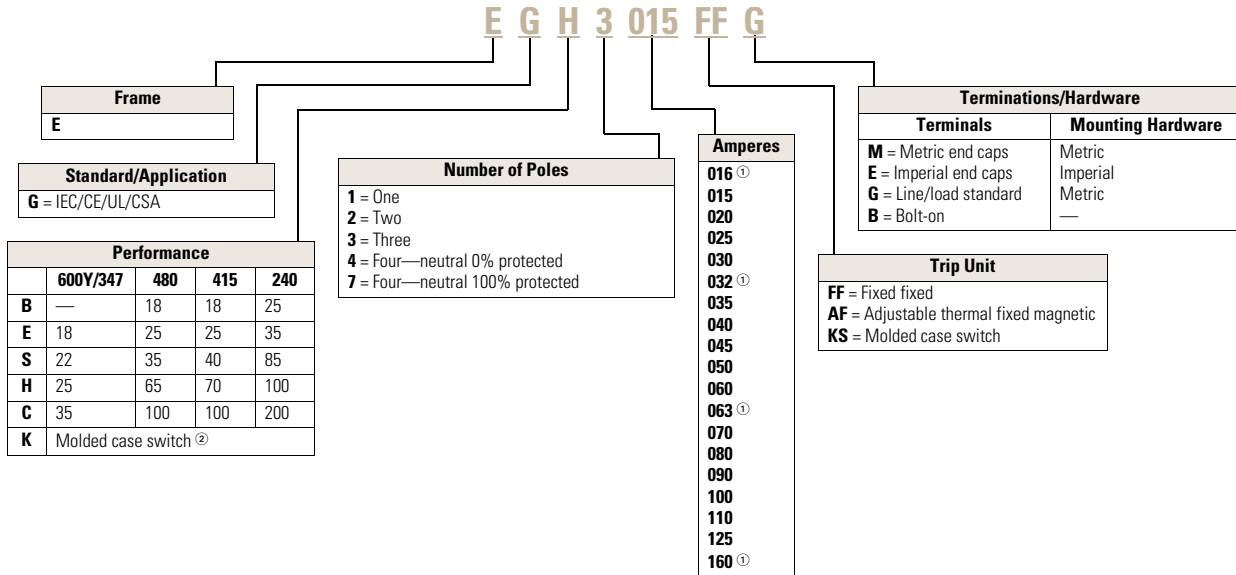 E G H 3 015 FF G
Frame
E
Standard/Application
G = IEC/CE/UL/CSA
Performance
600Y/347 480 415 240
B — 18 18 25
E 18 25 25 35
S 22 35 40 85
H 25 65 70 100
C 35 100 100 200
K Molded case switch ②
Number of Poles
1 = One
2 = Two
3 = Three
4 = Four—neutral 0% protected
7 = Four—neutral 100% protected
Amperes
016 ①
015
020
025
030
032 ①
035
040
045
050
060
063 ①
070
080
090
100
110
125
160 ①
Terminations/Hardware
Terminals Mounting Hardware
M = Metric end caps Metric
E = Imperial end caps Imperial
G = Line/load standard Metric
B = Bolt-on —
Trip Unit
FF = Fixed fixed
AF = Adjustable thermal fixed magnetic
KS = Molded case switch